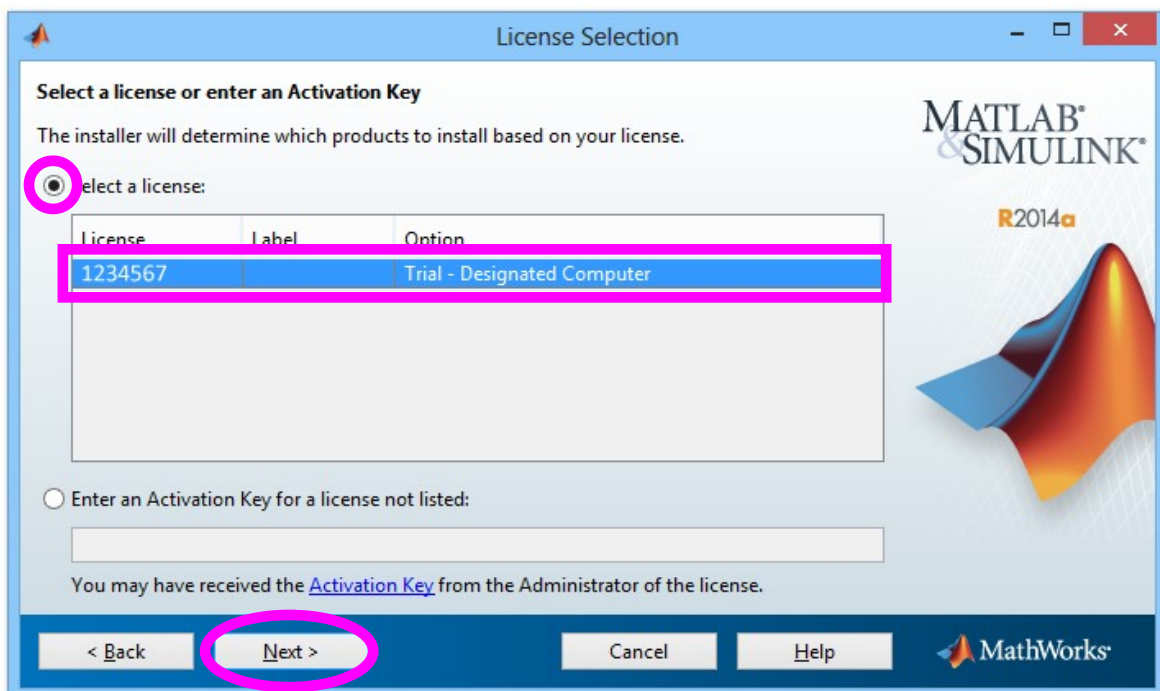 License Selection
Select a license or enter an Activation Key
The installer will determine which products to install based on your license.
MATLAB®
&SIMULINK®
R2014a
Select a license:
License Label Option
1234567 Trial - Designated Computer
Enter an Activation Key for a license not listed:
You may have received the Activation Key from the Administrator of the license.
< Back Next > Cancel Help MathWorks®